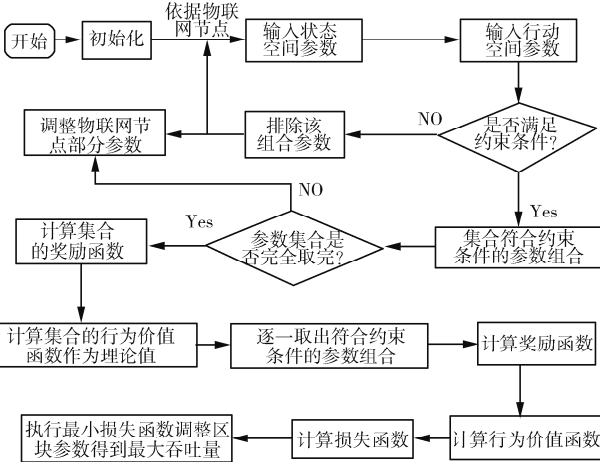 开始
初始化
依据物联
网节点
输入状态
空间参数
输入行动
空间参数
是否满足
约束条件?
NO
排除该
组合参数
调整物联网节
点部分参数
Yes
集合符合约束
条件的参数组合
参数集合是
否完全取完?
NO
Yes
计算集合
的奖励函数
计算集合的行为价值
函数作为理论值
逐一取出符合约束
条件的参数组合
计算奖励函数
计算行为价值函数
计算损失函数
执行最小损失函数调整区
块参数得到最大吞吐量